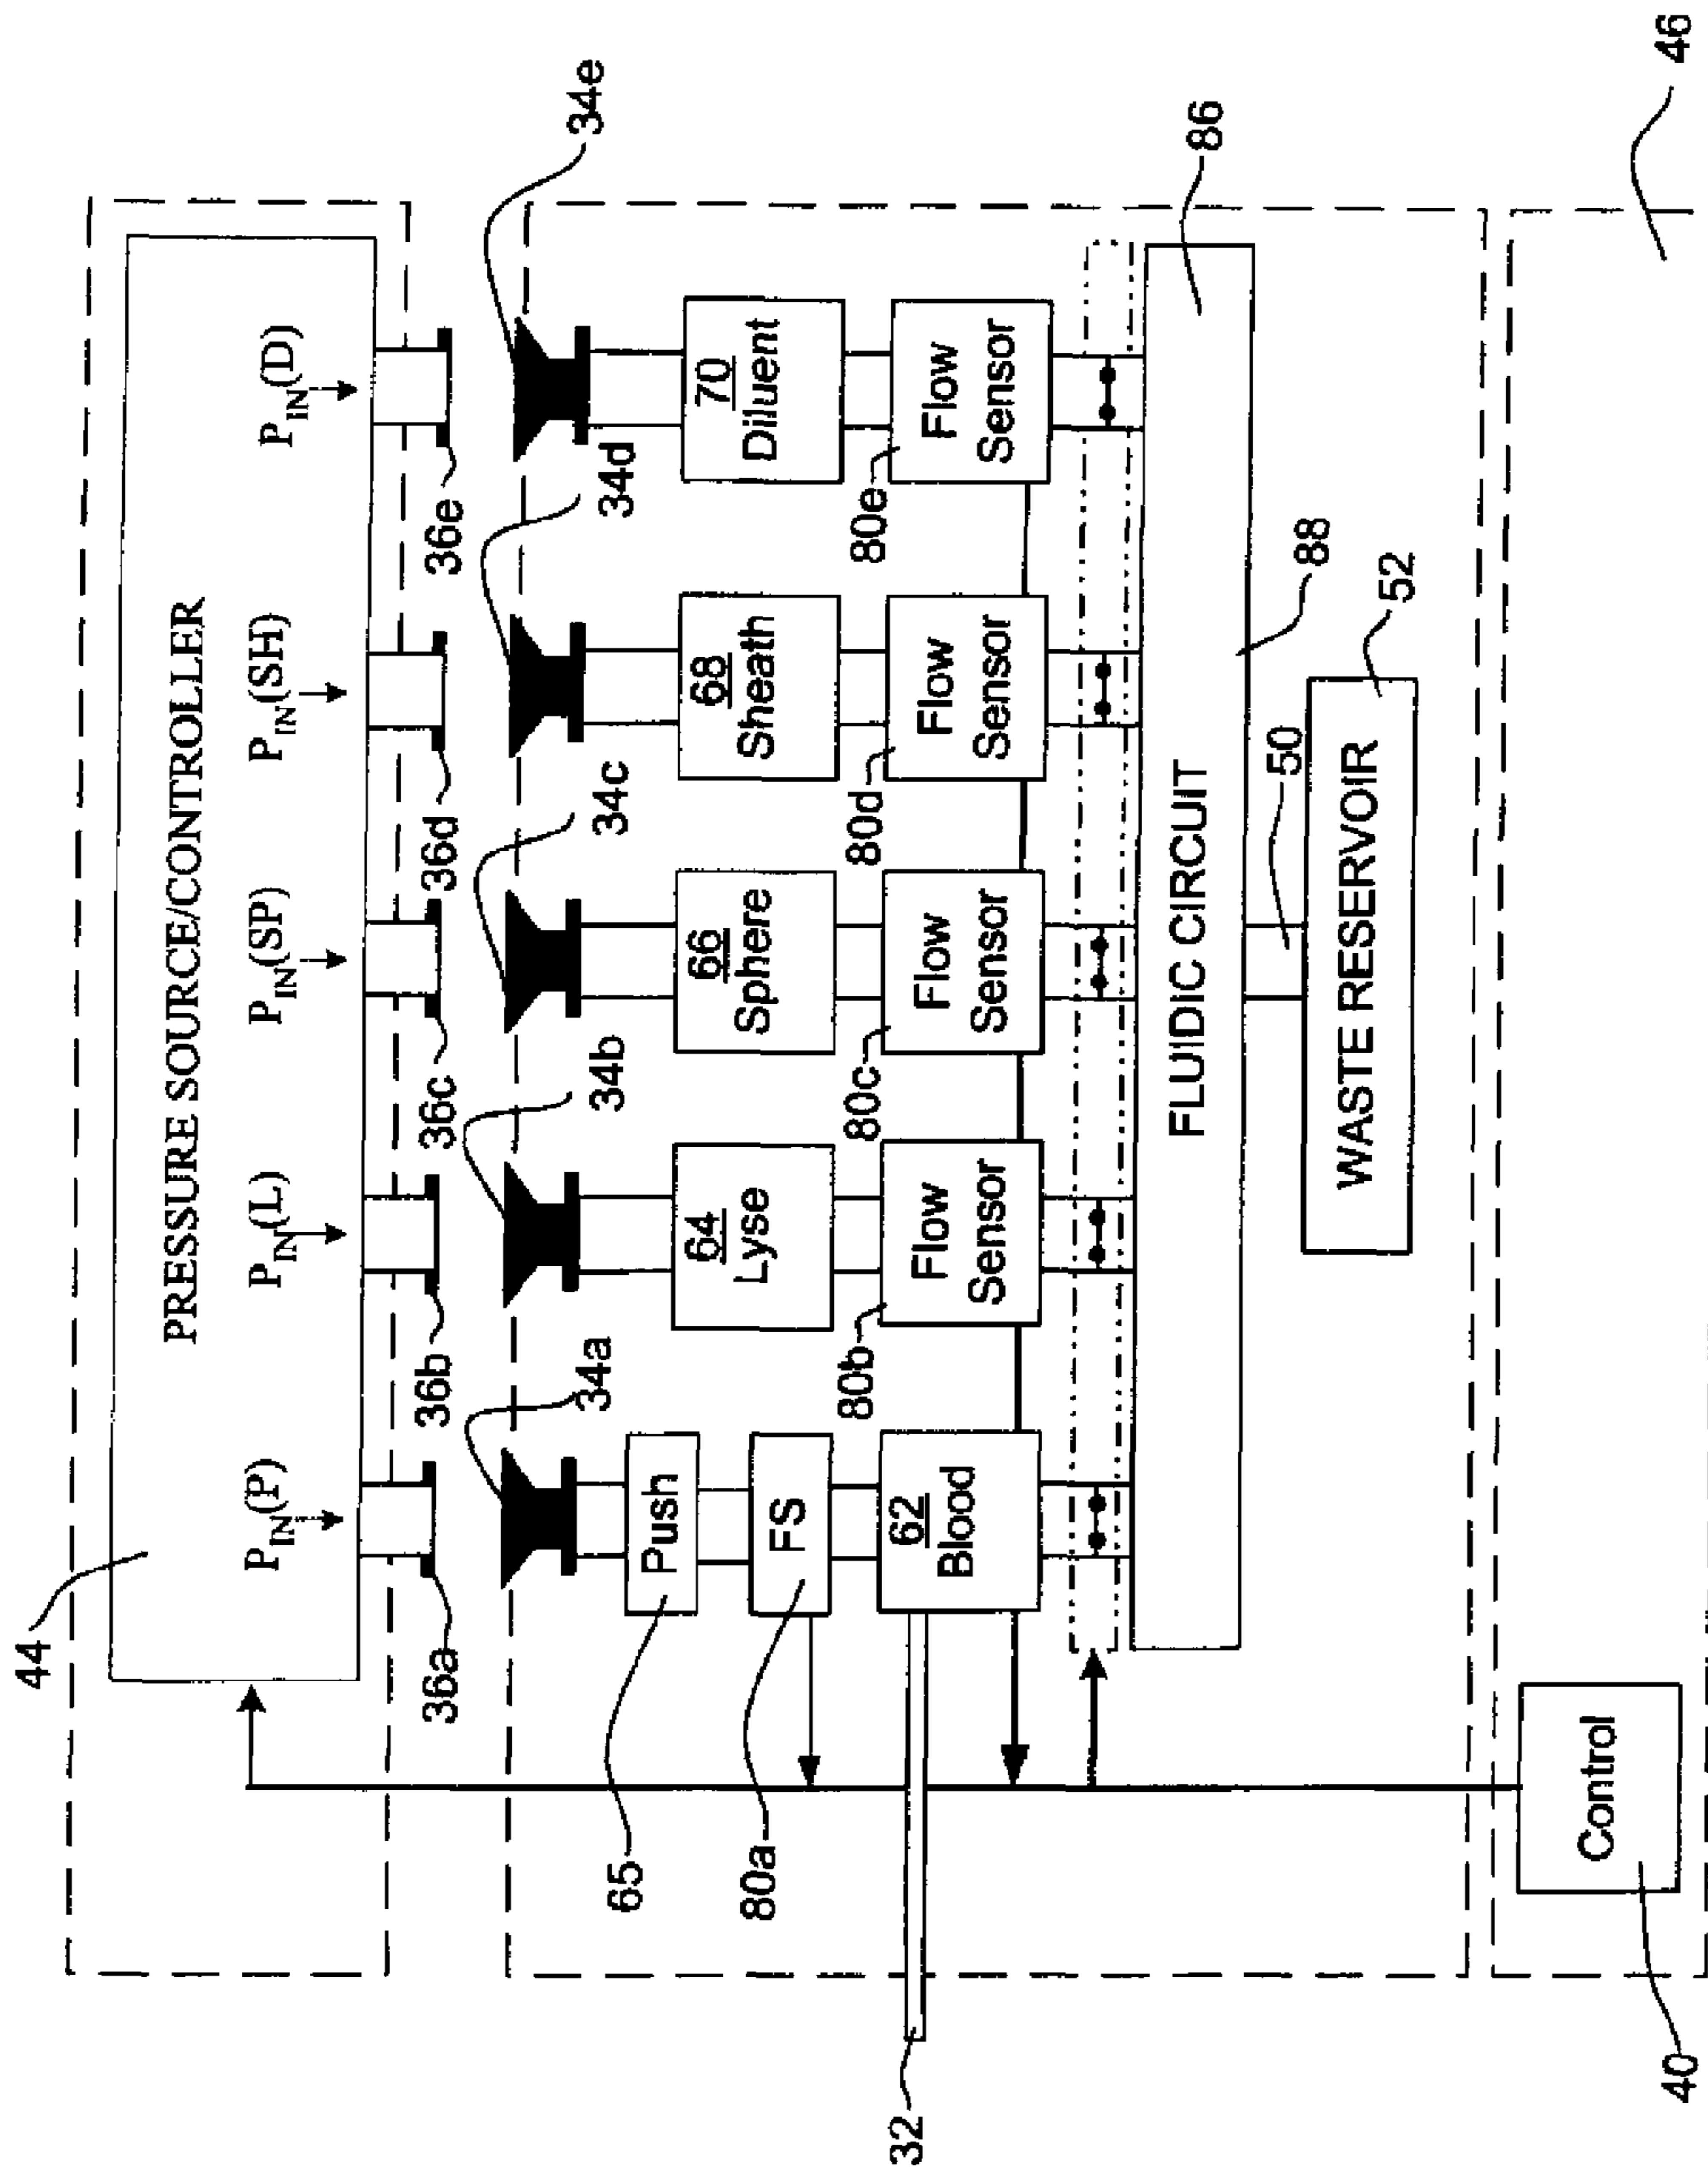 44
PRESSURE SOURCE/CONTROLLER
P_IN(P)
P_IN(L)
P_IN(SP)
P_IN(SH)
P_IN(D)
36a
36b
36c
36d
36e
34a
34b
34c
34d
34e
65
Push
64
Lyse
66
Sphere
68
Sheath
70
Diluent
80a
FS
80b
80c
80d
80e
62
Blood
Flow
Sensor
Flow
Sensor
Flow
Sensor
Flow
Sensor
32
86
FLUIDIC CIRCUIT
88
50
52
WASTE RESERVOIR
Control
40
46